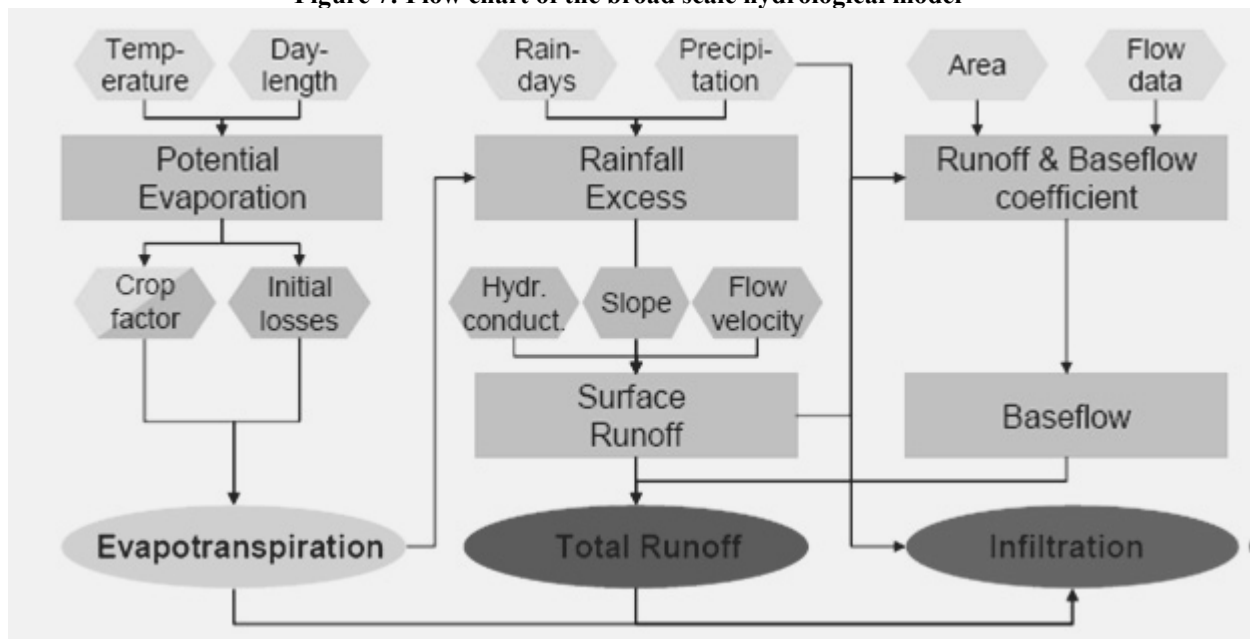 Figure 7. Flow chart of the broad scale hydrological model
Temp-
erature
Day-
length
Rain-
days
Precipi-
tation
Area
Flow
data
Potential
Evaporation
Rainfall
Excess
Runoff & Baseflow
coefficient
Crop
factor
Initial
losses
Hydr.
conduct.
Slope
Flow
velocity
Surface
Runoff
Baseflow
Evapotranspiration
Total Runoff
Infiltration